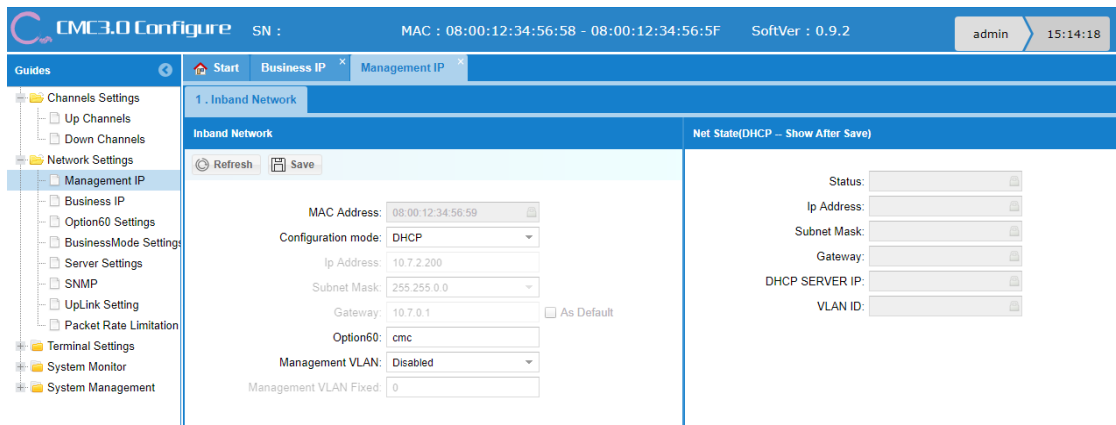 CMC3.0 Configure SN : MAC : 08:00:12:34:56:58 - 08:00:12:34:56:5F SoftVer : 0.9.2 admin 15:14:18
Guides
Start Business IP Management IP
Channels Settings
Up Channels
Down Channels
Network Settings
Management IP
Business IP
Option60 Settings
BusinessMode Settings
Server Settings
SNMP
UpLink Setting
Packet Rate Limitation
Terminal Settings
System Monitor
System Management
1 . Inband Network
Inband Network
Refresh Save
MAC Address: 08:00:12:34:56:59
Configuration mode: DHCP
Ip Address: 10.7.2.200
Subnet Mask: 255.255.0.0
Gateway: 10.7.0.1 As Default
Option60: cmc
Management VLAN: Disabled
Management VLAN Fixed: 0
Net State(DHCP -- Show After Save)
Status:
Ip Address:
Subnet Mask:
Gateway:
DHCP SERVER IP:
VLAN ID: